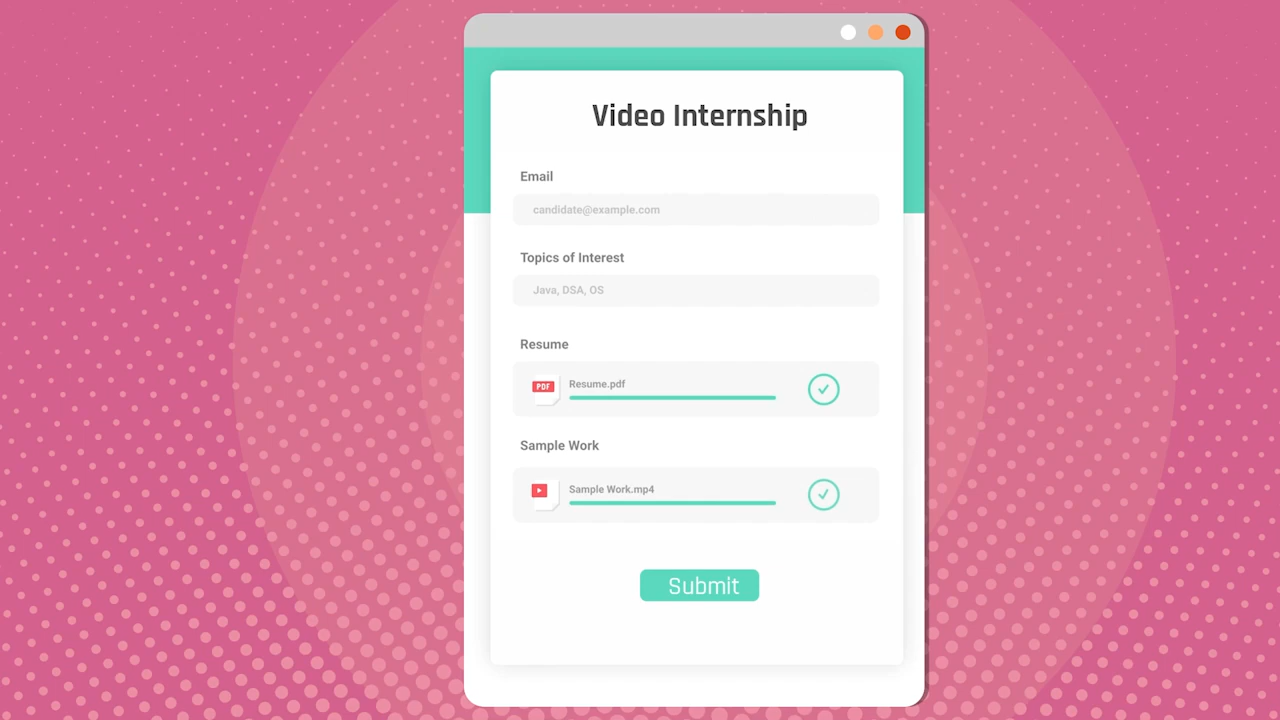 Video Internship
Email
candidate@example.com
Topics of Interest
Java, DSA, OS
Resume
PDF
Resume.pdf
Sample Work
Sample Work.mp4
Submit